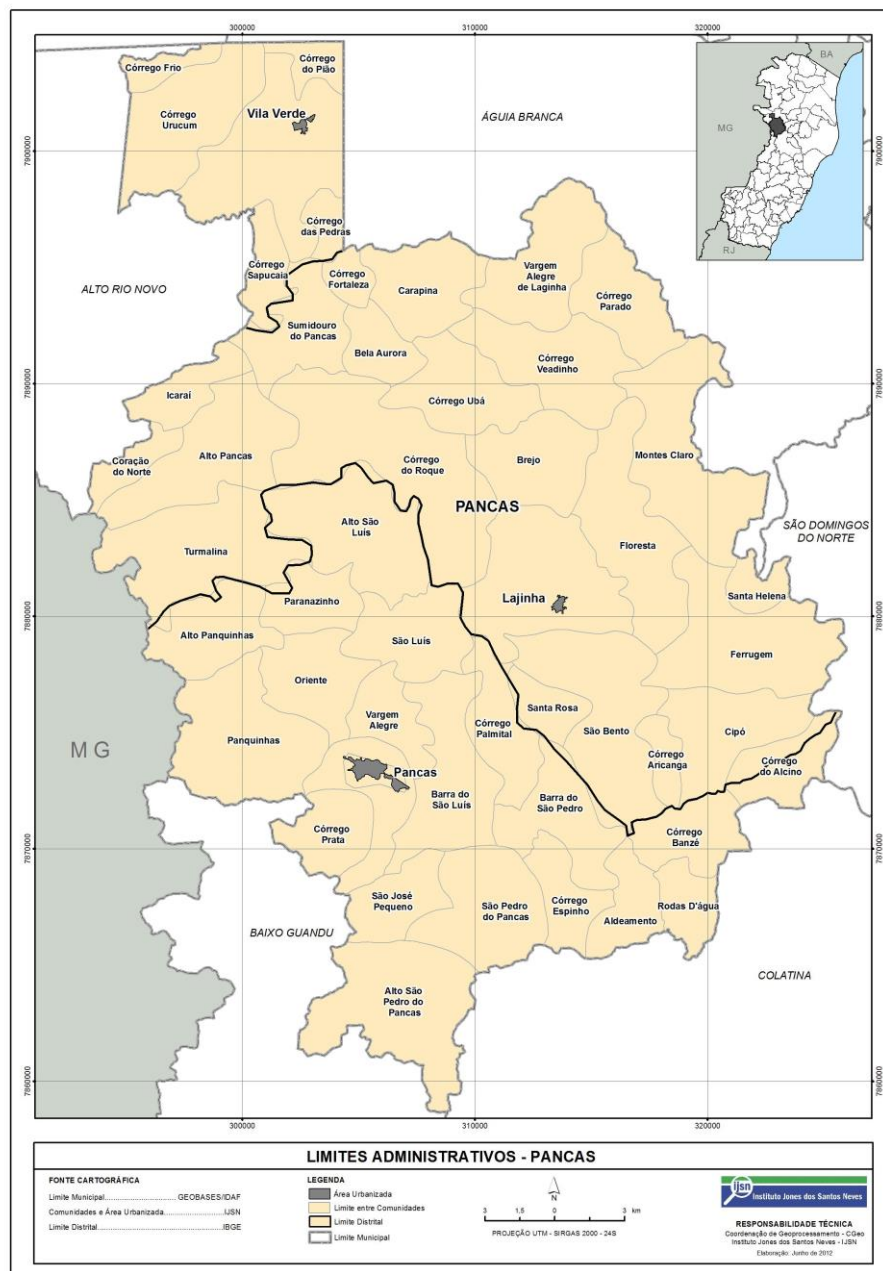 300000
310000
320000
Córrego Frio
Córrego
do Pião
Córrego
Urucum
Vila Verde
ÁGUIA BRANCA
BA
MG
RJ
7900000
7900000
Córrego
das Pedras
Córrego
Sapucaia
Córrego
Fortaleza
Carapina
Vargem
Alegre
de Laginha
Córrego
Parado
ALTO RIO NOVO
Sumidouro
do Pancas
Bela Aurora
Córrego
Veadinho
7890000
7890000
Icaraí
Córrego Ubá
Coração
do Norte
Alto Pancas
Córrego
do Roque
Brejo
Montes Claro
PANCAS
Alto São
Luís
SÃO DOMINGOS
DO NORTE
Turmalina
Floresta
Paranazinho
Lajinha
Santa Helena
7880000
7880000
Alto Panquinhas
São Luís
Ferrugem
Oriente
Santa Rosa
Vargem
Alegre
Córrego
Palmital
São Bento
Cipó
Panquinhas
MG
Córrego
Aricanga
Córrego
do Alcino
Pancas
Barra do
São Luís
Barra do
São Pedro
Córrego
Prata
Córrego
Banzé
7870000
7870000
São José
Pequeno
São Pedro
do Pancas
Córrego
Espinho
Aldeamento
Rodas D'água
BAIXO GUANDU
COLATINA
Alto São
Pedro do
Pancas
7860000
7860000
300000
310000
320000
LIMITES ADMINISTRATIVOS - PANCAS
FONTE CARTOGRÁFICA
Limite Municipal.................................. GEOBASES/IDAF
Comunidades e Área Urbanizada...................IJSN
Limite Distrital.............................................IBGE
LEGENDA
Área Urbanizada
Limite entre Comunidades
Limite Distrital
Limite Municipal
N
3 1,5 0 3 km
PROJEÇÃO UTM - SIRGAS 2000 - 24S
ijsn
Instituto Jones dos Santos Neves
RESPONSABILIDADE TÉCNICA
Coordenação de Geoprocessamento - CGeo
Instituto Jones dos Santos Neves - IJSN
Elaboração: Junho de 2012